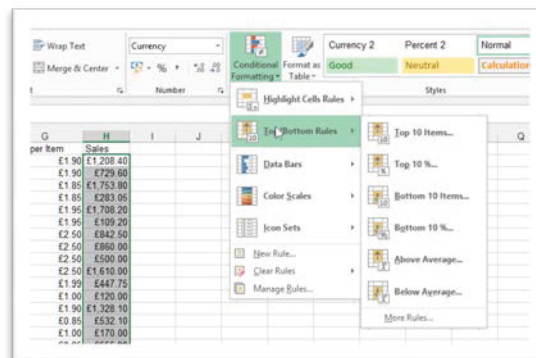 Wrap Text
Currency
Conditional Formatting
Format as Table
Currency 2
Percent 2
Normal
Merge & Center
%
Good
Neutral
Calculation
Number
Styles
Highlight Cells Rules
Top/Bottom Rules
Data Bars
Color Scales
Icon Sets
New Rule...
Clear Rules
Manage Rules...
Top 10 Items...
Top 10 %...
Bottom 10 Items...
Bottom 10 %...
Above Average...
Below Average...
More Rules...
G H I J Q
per Item Sales
£1.90 £1,208.40
£1.90 £729.60
£1.85 £1,753.80
£1.85 £283.05
£1.95 £1,708.20
£1.95 £109.20
£2.50 £842.50
£2.50 £860.00
£2.50 £500.00
£2.50 £1,610.00
£1.99 £447.75
£1.00 £120.00
£1.90 £1,328.10
£0.85 £532.10
£1.00 £170.00